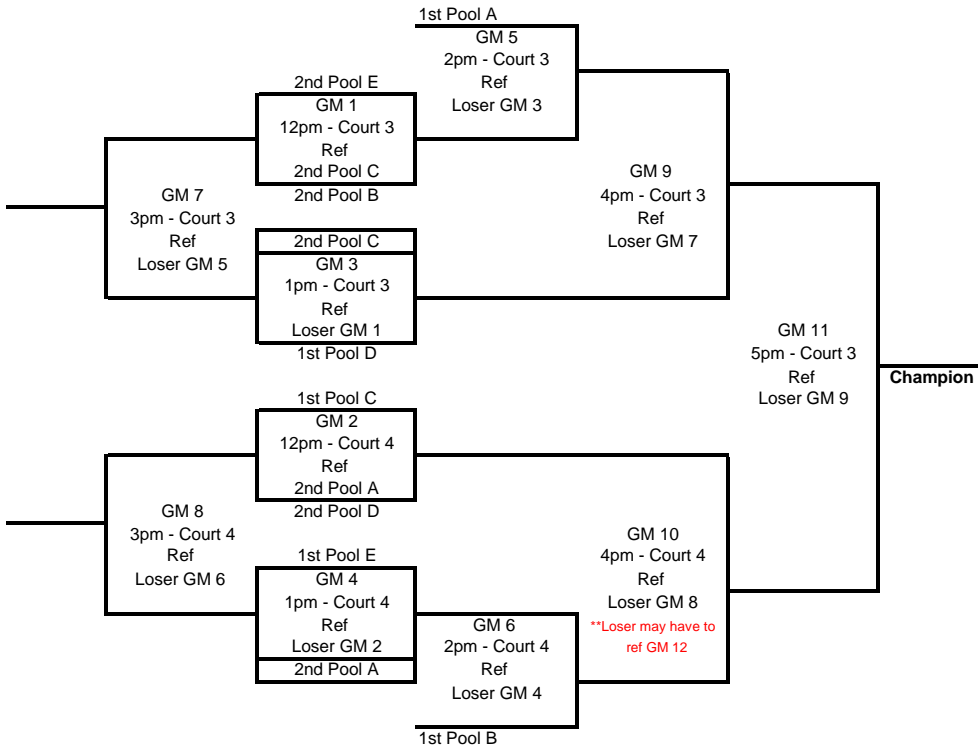 1st Pool A
GM 5
2pm - Court 3
Ref
Loser GM 3
2nd Pool E
GM 1
12pm - Court 3
Ref
2nd Pool C
2nd Pool B
GM 7
3pm - Court 3
Ref
Loser GM 5
GM 9
4pm - Court 3
Ref
Loser GM 7
2nd Pool C
GM 3
1pm - Court 3
Ref
Loser GM 1
1st Pool D
GM 11
5pm - Court 3
Ref
Loser GM 9
Champion
1st Pool C
GM 2
12pm - Court 4
Ref
2nd Pool A
2nd Pool D
GM 8
3pm - Court 4
Ref
Loser GM 6
GM 10
4pm - Court 4
Ref
Loser GM 8
**Loser may have to
ref GM 12
1st Pool E
GM 4
1pm - Court 4
Ref
Loser GM 2
2nd Pool A
GM 6
2pm - Court 4
Ref
Loser GM 4
1st Pool B